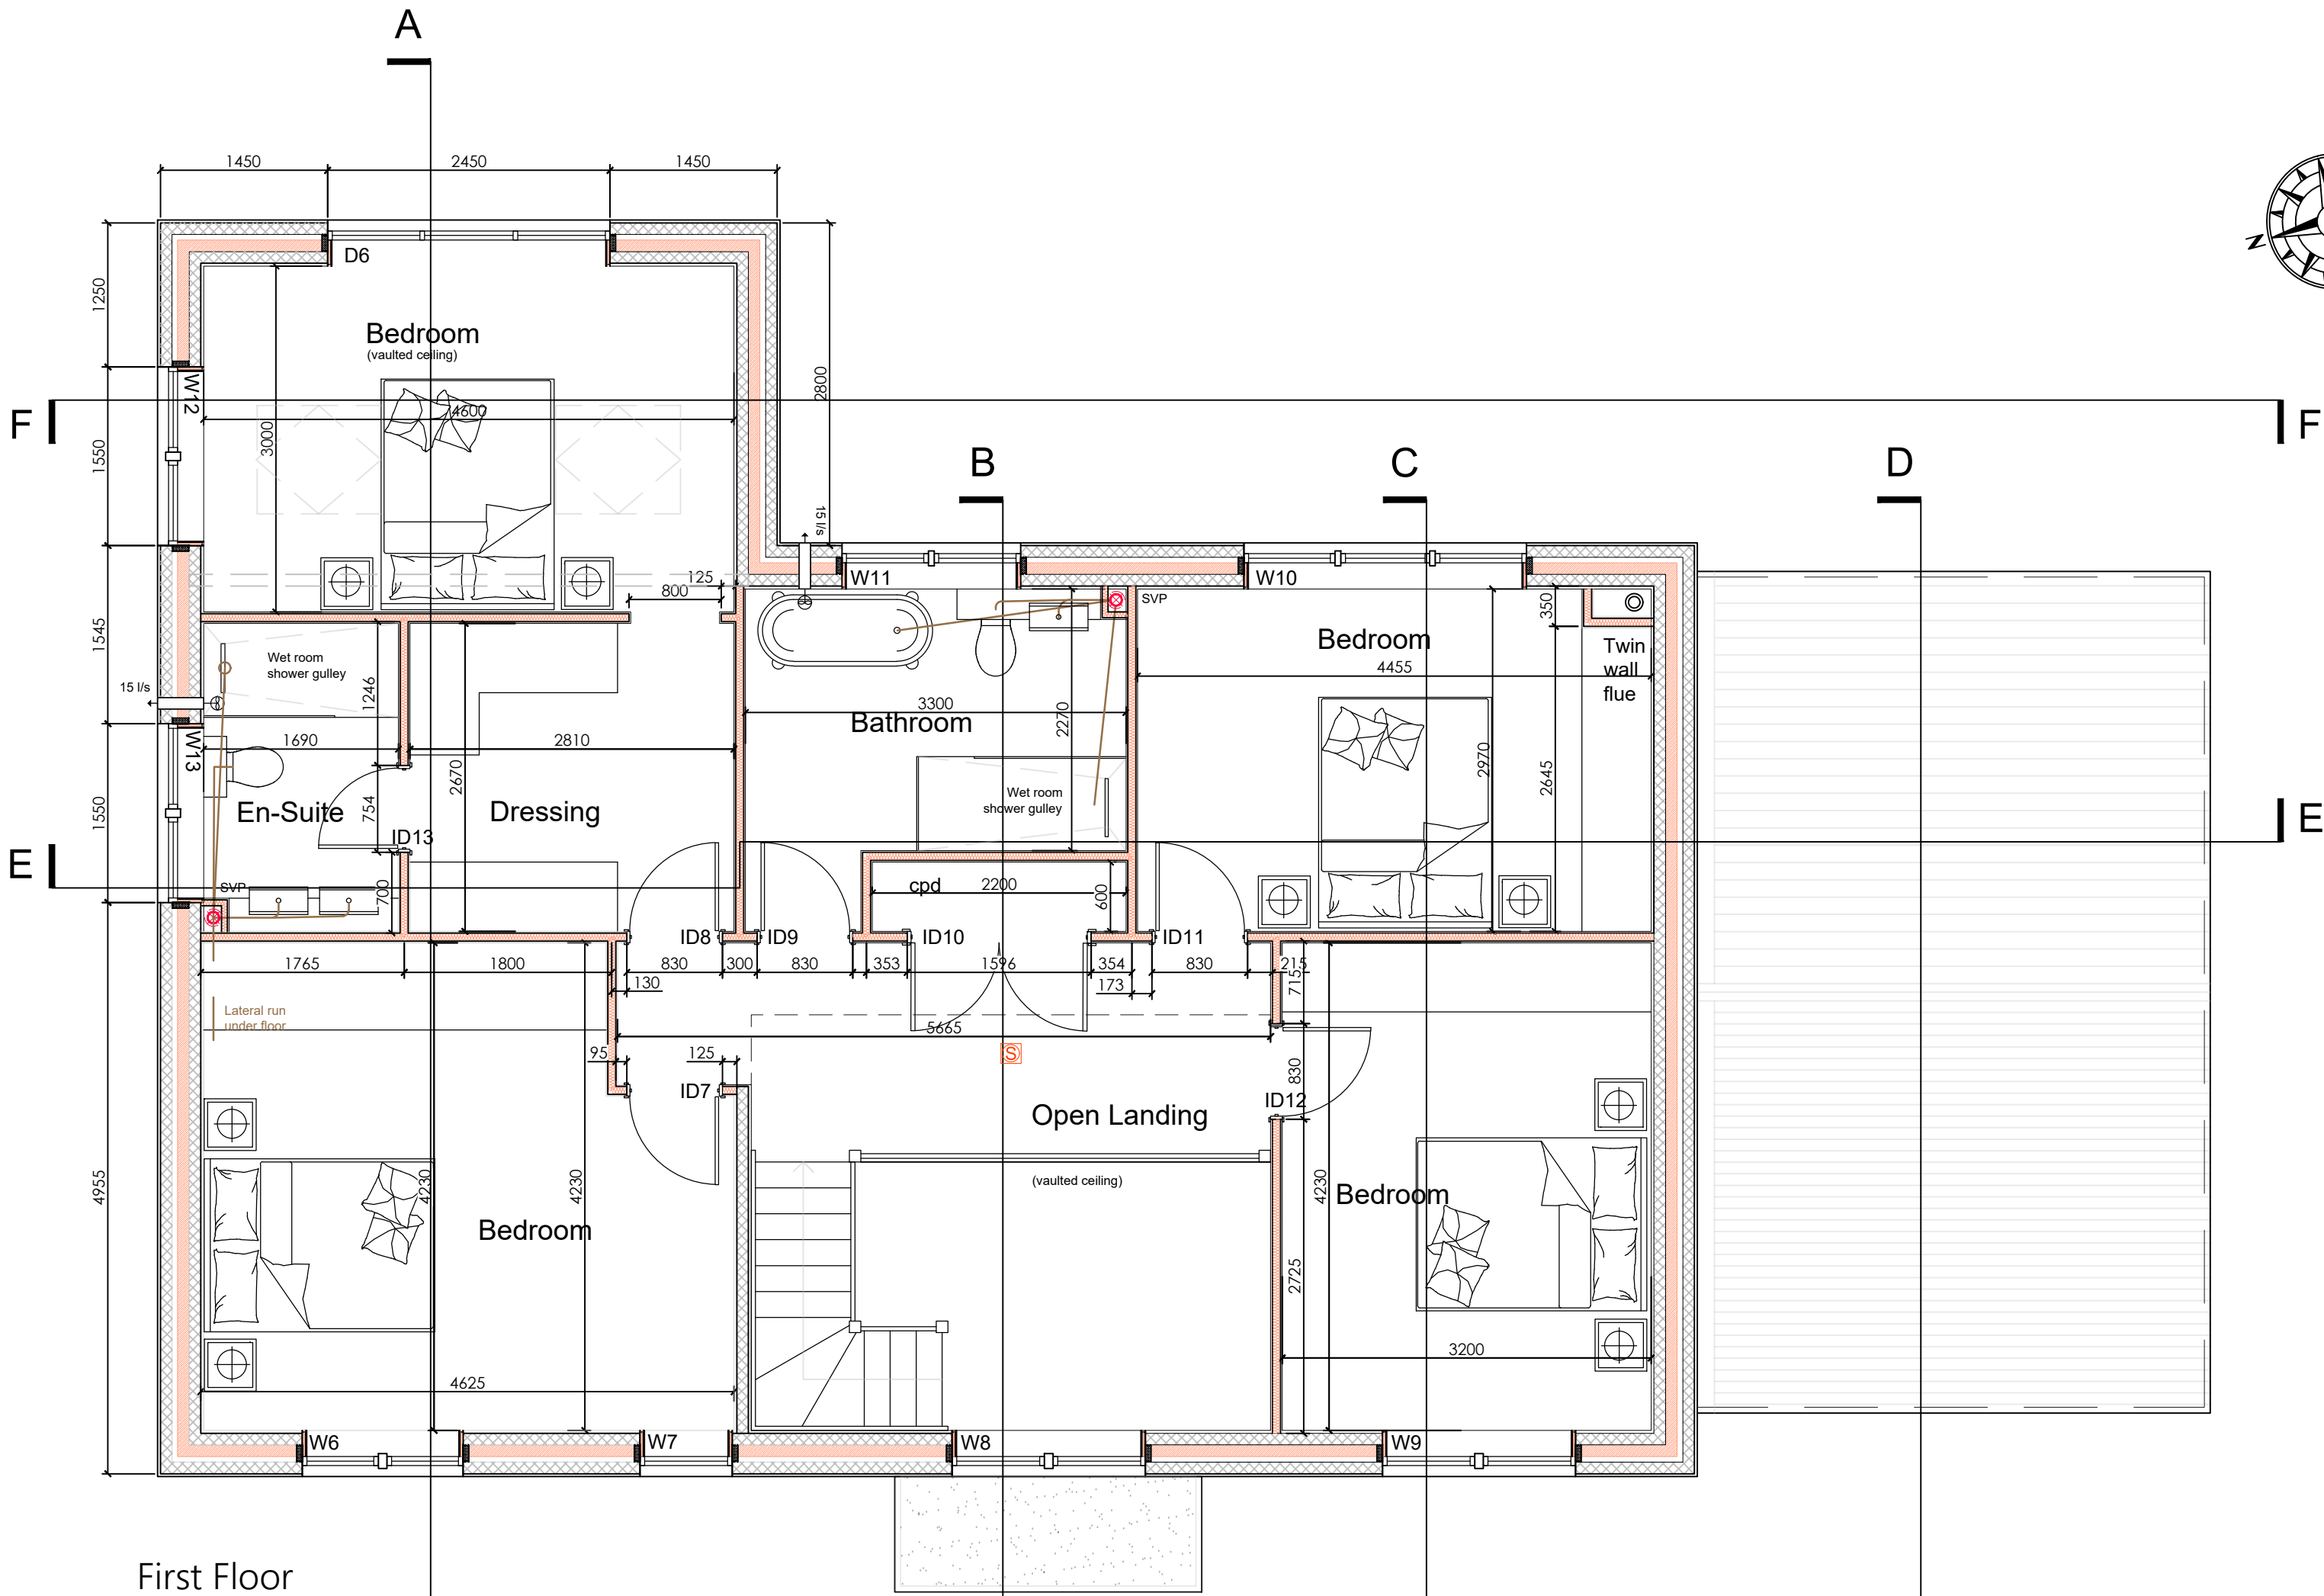 A
1450
2450
1450
D6
1250
Bedroom
(vaulted ceiling)
2800
N
W12
F
4600
F
3000
1550
B
C
D
15 l/s
W11
W10
125
800
SVP
350
1545
Wet room
shower gulley
Bedroom
Twin
wall
flue
4455
15 l/s
1246
3300
Bathroom
2270
W13
1690
2810
2670
2970
2645
1550
754
En-Suite
Dressing
Wet room
shower gulley
ID13
E
E
SVP
700
cpd
2200
600
ID8
ID9
ID10
ID11
1765
1800
830
300
830
353
1596
354
830
215
130
173
715
Lateral run
under floor
5665
95
125
S
830
ID7
ID12
Open Landing
4955
(vaulted ceiling)
4230
4230
4230
Bedroom
Bedroom
2725
3200
4625
W6
W7
W8
W9
First Floor